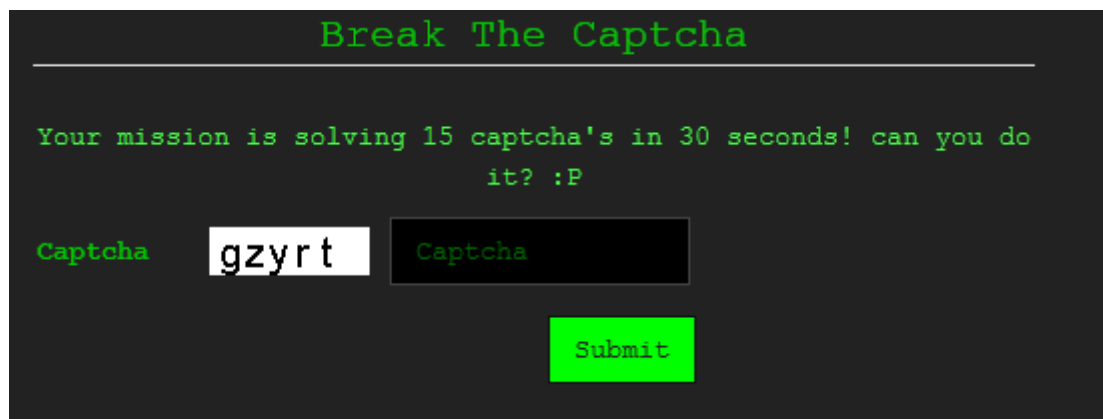 Break The Captcha
Your mission is solving 15 captcha's in 30 seconds! can you do
it? :P
Captcha gzyrt Captcha
Submit